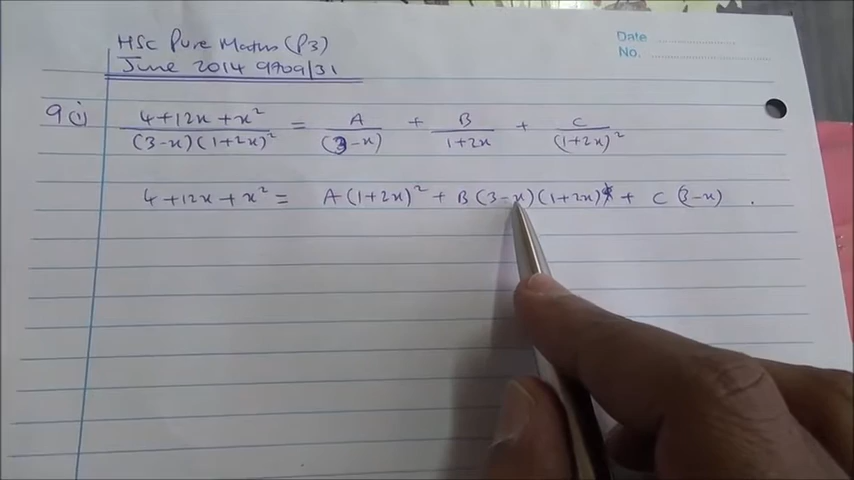 HSC Pure Maths (P3)
June 2014 9709/31
Date
No.
9(i) (4+12x+x²)/((3-x)(1+2x)²) = A/(3-x) + B/(1+2x) + C/(1+2x)²
4+12x+x² = A(1+2x)² + B(3-x)(1+2x) + C(3-x) .